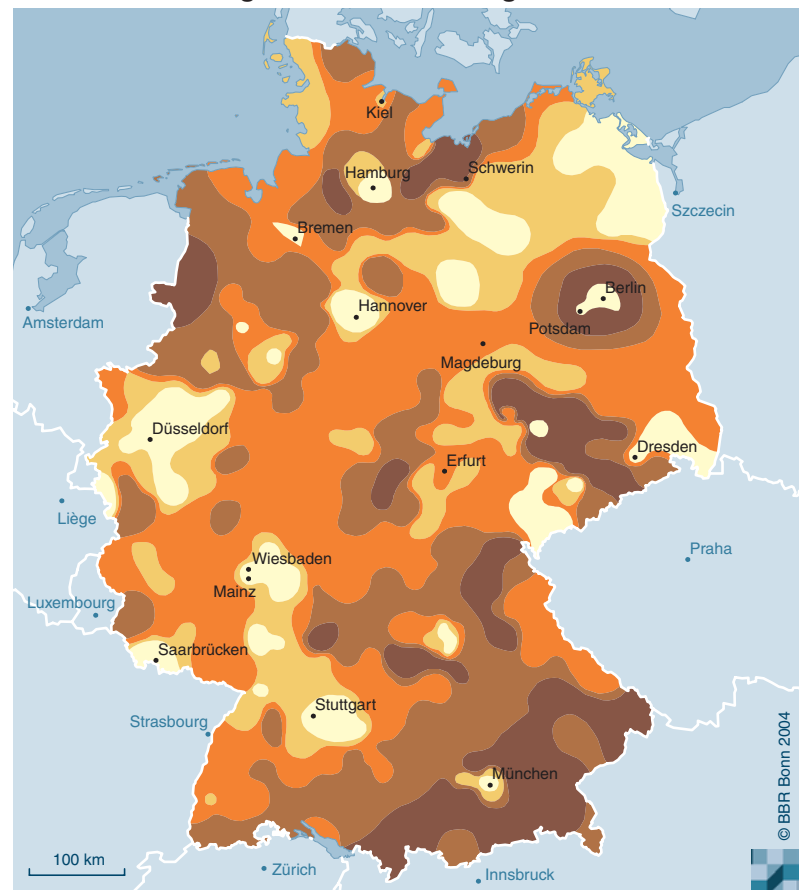 Kiel
Hamburg
Schwerin
Szczecin
Bremen
Berlin
Hannover
Amsterdam
Potsdam
Magdeburg
Düsseldorf
Dresden
Erfurt
Liège
Praha
Wiesbaden
Mainz
Luxembourg
Saarbrücken
Stuttgart
Strasbourg
München
© BBR Bonn 2004
100 km
Zürich
Innsbruck